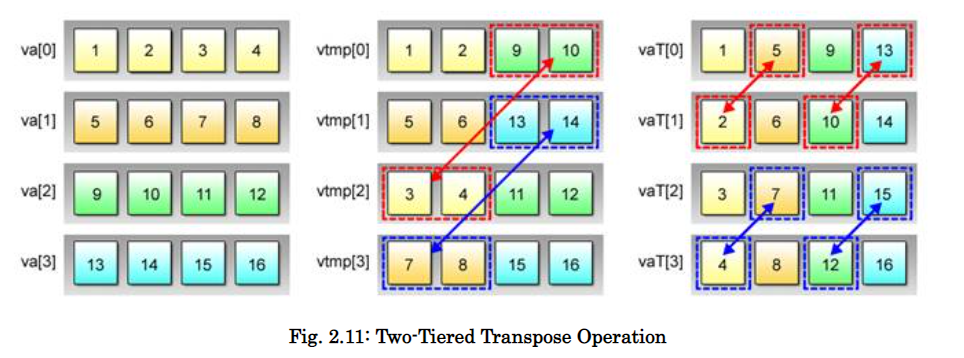 va[0] 1 2 3 4 vtmp[0] 1 2 9 10 vaT[0] 1 5 9 13
va[1] 5 6 7 8 vtmp[1] 5 6 13 14 vaT[1] 2 6 10 14
va[2] 9 10 11 12 vtmp[2] 3 4 11 12 vaT[2] 3 7 11 15
va[3] 13 14 15 16 vtmp[3] 7 8 15 16 vaT[3] 4 8 12 16
Fig. 2.11: Two-Tiered Transpose Operation